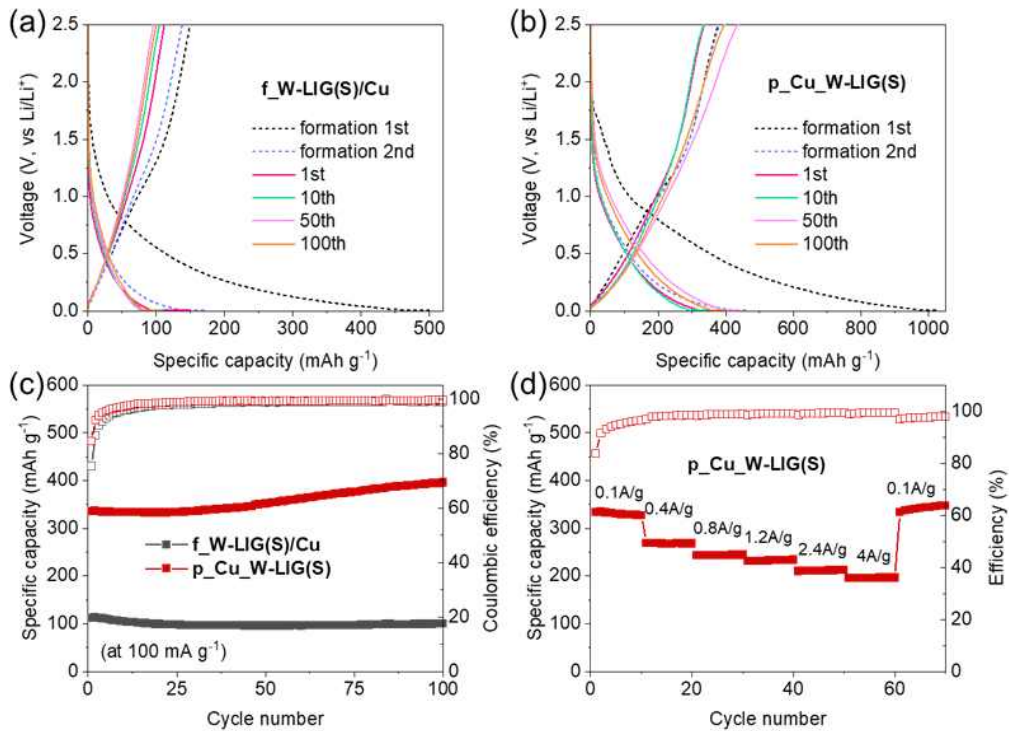 (a)
2.5
2.0
1.5
1.0
0.5
0.0
Voltage (V, vs Li/Li⁺)
f_W-LIG(S)/Cu
formation 1st
formation 2nd
1st
10th
50th
100th
0 100 200 300 400 500
Specific capacity (mAh g⁻¹)
(b)
2.5
2.0
1.5
1.0
0.5
0.0
Voltage (V, vs Li/Li⁺)
p_Cu_W-LIG(S)
formation 1st
formation 2nd
1st
10th
50th
100th
0 200 400 600 800 1000
Specific capacity (mAh g⁻¹)
(c)
600
500
400
300
200
100
0
Specific capacity (mAh g⁻¹)
f_W-LIG(S)/Cu
p_Cu_W-LIG(S)
(at 100 mA g⁻¹)
100
80
60
40
20
0
Coulombic efficiency (%)
0 25 50 75 100
Cycle number
(d)
600
500
400
300
200
100
0
Specific capacity (mAh g⁻¹)
p_Cu_W-LIG(S)
0.1A/g
0.4A/g
0.8A/g
1.2A/g
2.4A/g
4A/g
0.1A/g
100
80
60
40
20
0
Efficiency (%)
0 20 40 60
Cycle number